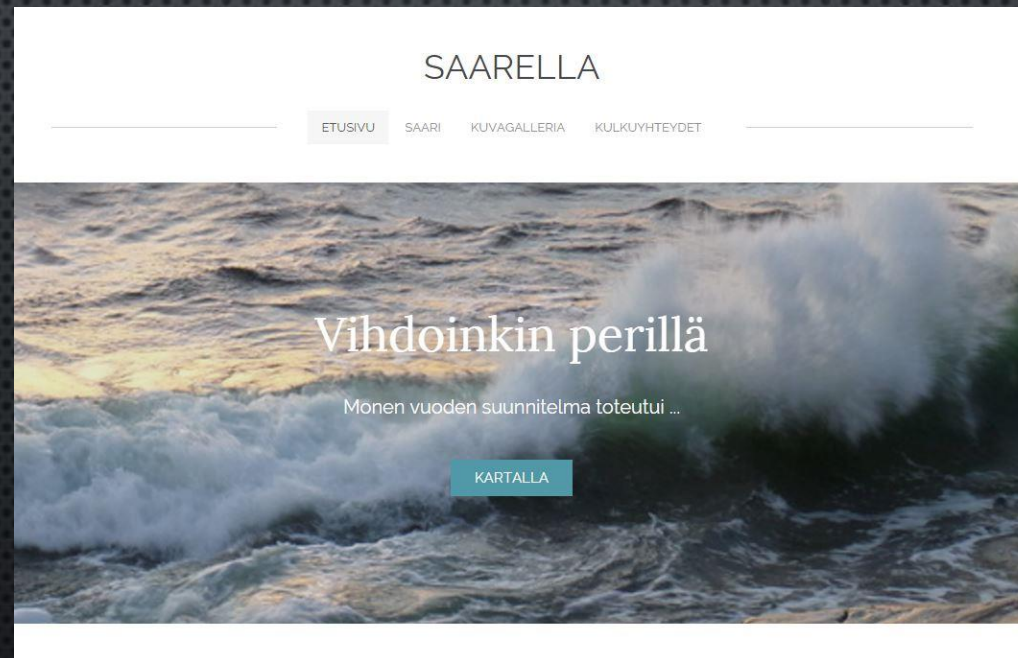 SAARELLA
ETUSIVU SAARI KUVAGALLERIA KULKUYHTEYDET
Vihdoinkin perillä
Monen vuoden suunnitelma toteutui ...
KARTALLA